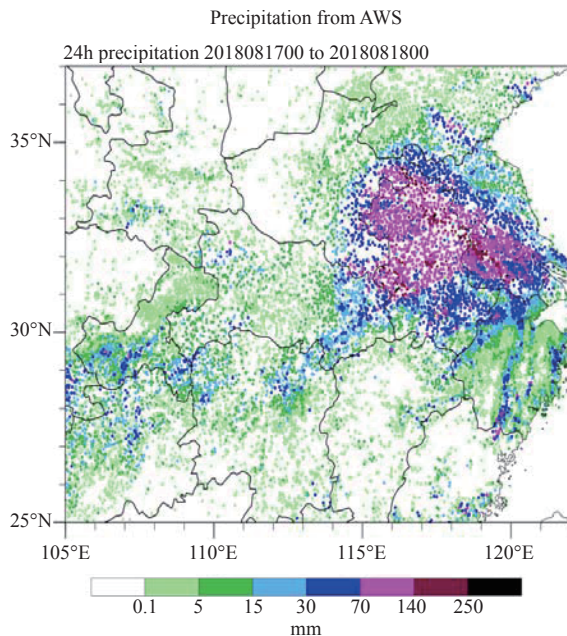 Precipitation from AWS
24h precipitation 2018081700 to 2018081800
35°N
30°N
25°N
105°E 110°E 115°E 120°E
0.1 5 15 30 70 140 250
mm